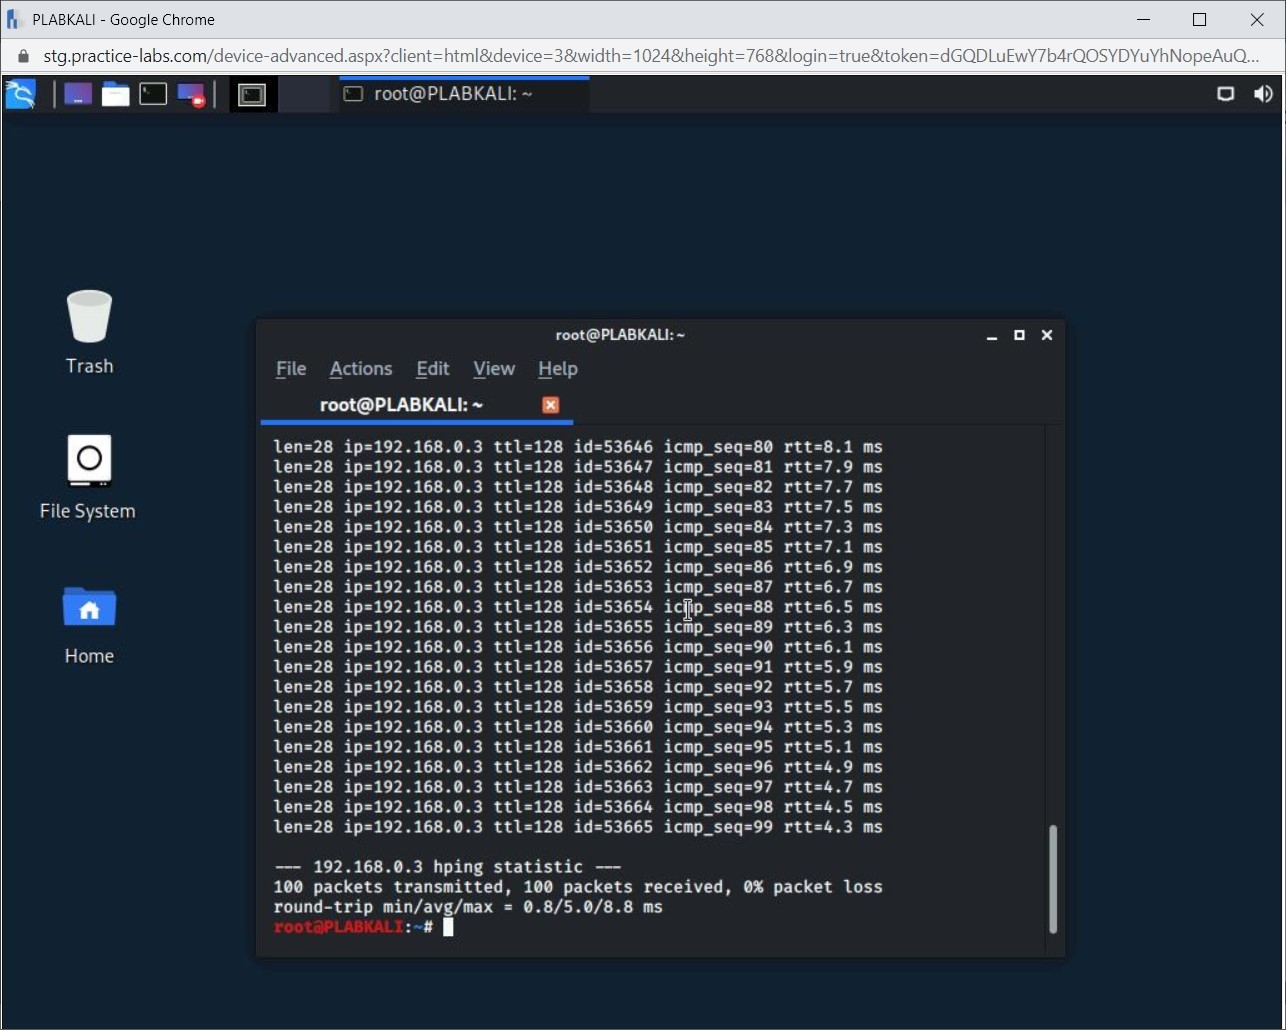 PLABKALI - Google Chrome
stg.practice-labs.com/device-advanced.aspx?client=html&device=3&width=1024&height=768&login=true&token=dGQDLuEwY7b4rQOSYDYuYhNopeAuQ...
root@PLABKALI: ~
Trash
File System
Home
root@PLABKALI: ~
File Actions Edit View Help
root@PLABKALI: ~
len=28 ip=192.168.0.3 ttl=128 id=53646 icmp_seq=80 rtt=8.1 ms
len=28 ip=192.168.0.3 ttl=128 id=53647 icmp_seq=81 rtt=7.9 ms
len=28 ip=192.168.0.3 ttl=128 id=53648 icmp_seq=82 rtt=7.7 ms
len=28 ip=192.168.0.3 ttl=128 id=53649 icmp_seq=83 rtt=7.5 ms
len=28 ip=192.168.0.3 ttl=128 id=53650 icmp_seq=84 rtt=7.3 ms
len=28 ip=192.168.0.3 ttl=128 id=53651 icmp_seq=85 rtt=7.1 ms
len=28 ip=192.168.0.3 ttl=128 id=53652 icmp_seq=86 rtt=6.9 ms
len=28 ip=192.168.0.3 ttl=128 id=53653 icmp_seq=87 rtt=6.7 ms
len=28 ip=192.168.0.3 ttl=128 id=53654 icmp_seq=88 rtt=6.5 ms
len=28 ip=192.168.0.3 ttl=128 id=53655 icmp_seq=89 rtt=6.3 ms
len=28 ip=192.168.0.3 ttl=128 id=53656 icmp_seq=90 rtt=6.1 ms
len=28 ip=192.168.0.3 ttl=128 id=53657 icmp_seq=91 rtt=5.9 ms
len=28 ip=192.168.0.3 ttl=128 id=53658 icmp_seq=92 rtt=5.7 ms
len=28 ip=192.168.0.3 ttl=128 id=53659 icmp_seq=93 rtt=5.5 ms
len=28 ip=192.168.0.3 ttl=128 id=53660 icmp_seq=94 rtt=5.3 ms
len=28 ip=192.168.0.3 ttl=128 id=53661 icmp_seq=95 rtt=5.1 ms
len=28 ip=192.168.0.3 ttl=128 id=53662 icmp_seq=96 rtt=4.9 ms
len=28 ip=192.168.0.3 ttl=128 id=53663 icmp_seq=97 rtt=4.7 ms
len=28 ip=192.168.0.3 ttl=128 id=53664 icmp_seq=98 rtt=4.5 ms
len=28 ip=192.168.0.3 ttl=128 id=53665 icmp_seq=99 rtt=4.3 ms
--- 192.168.0.3 hping statistic ---
100 packets transmitted, 100 packets received, 0% packet loss
round-trip min/avg/max = 0.8/5.0/8.8 ms
root@PLABKALI:~#